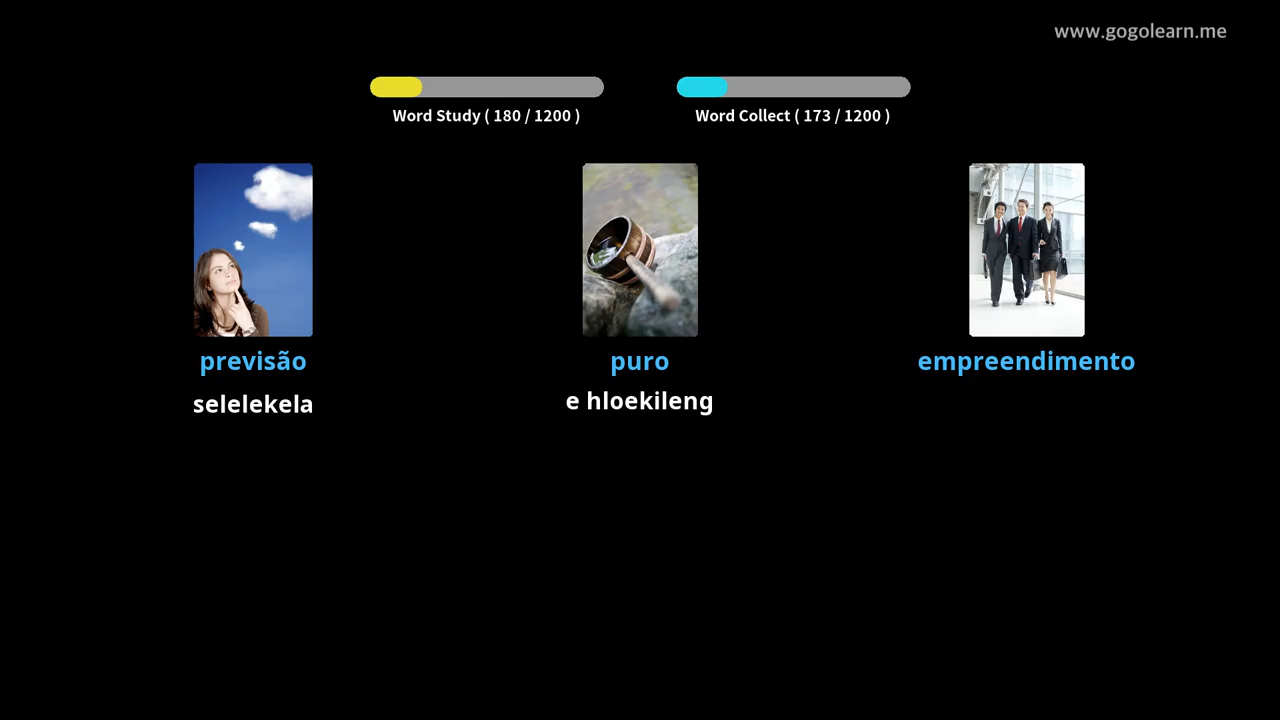 www.gogolearn.me
Word Study ( 180 / 1200 )
Word Collect ( 173 / 1200 )
previsão
selelekela
puro
e hloekileng
empreendimento